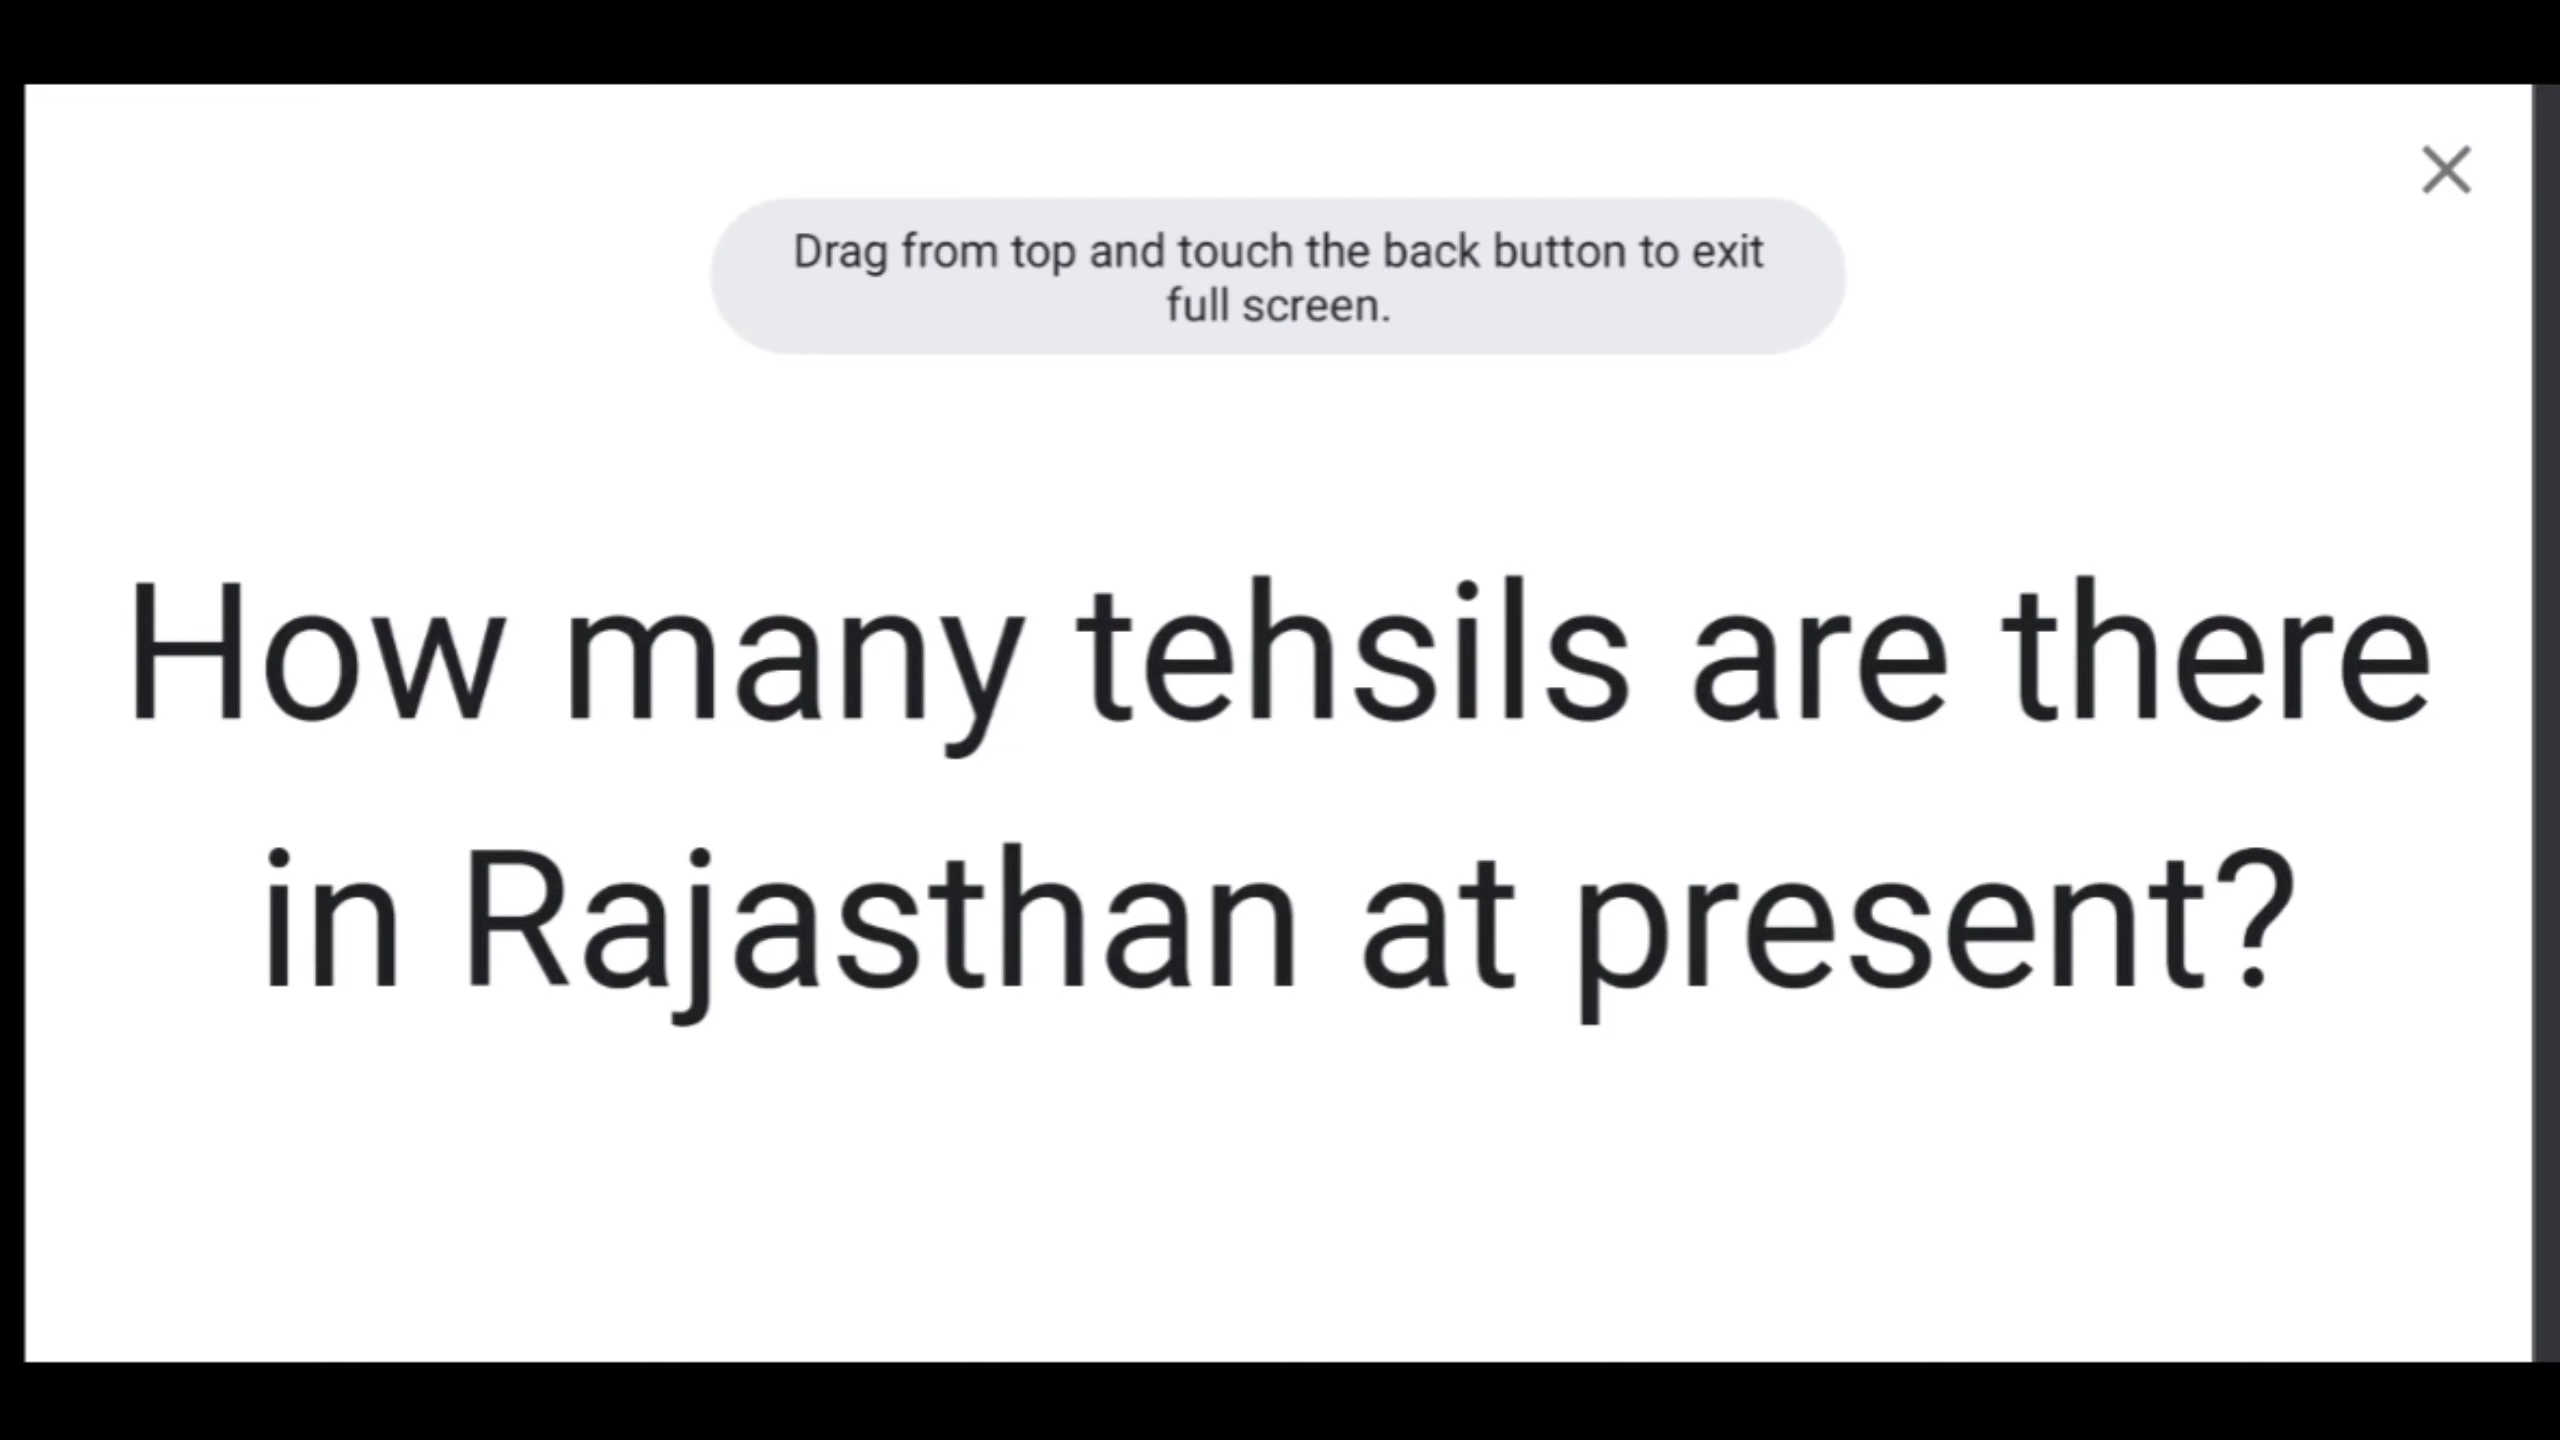 Drag from top and touch the back button to exit
full screen.
How many tehsils are there
in Rajasthan at present?